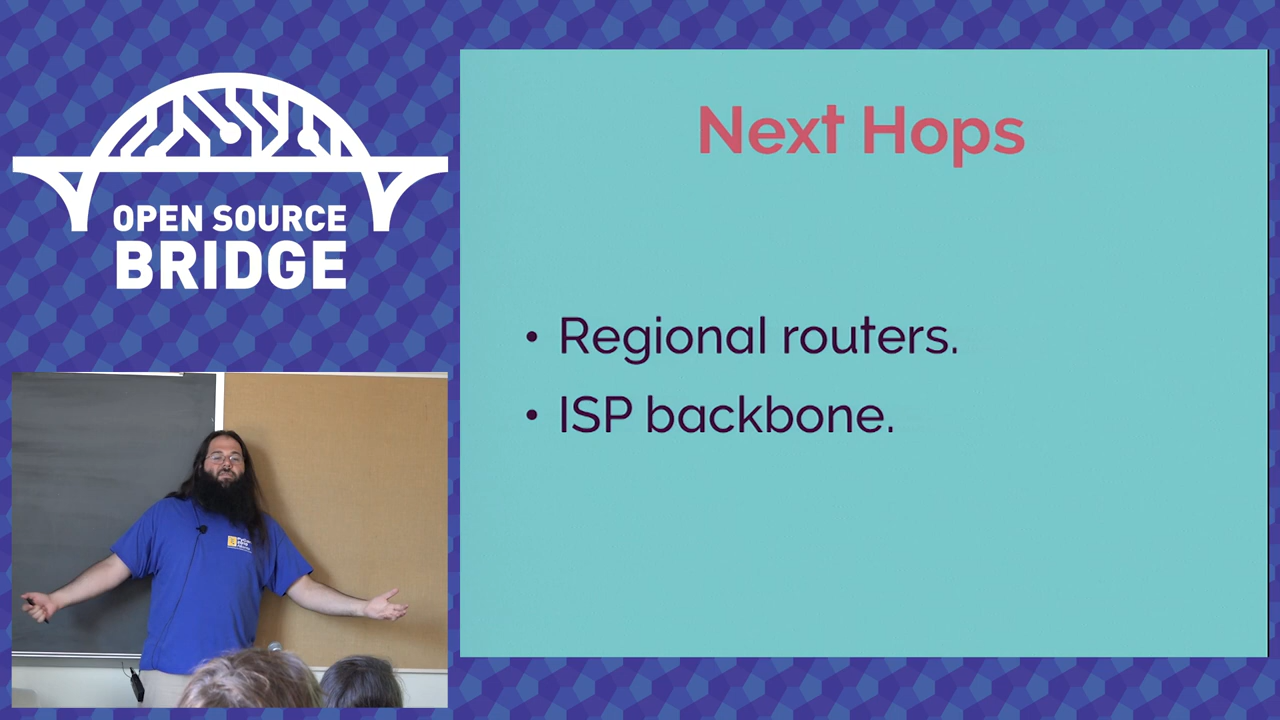 OPEN SOURCE
BRIDGE
Next Hops
• Regional routers.
• ISP backbone.